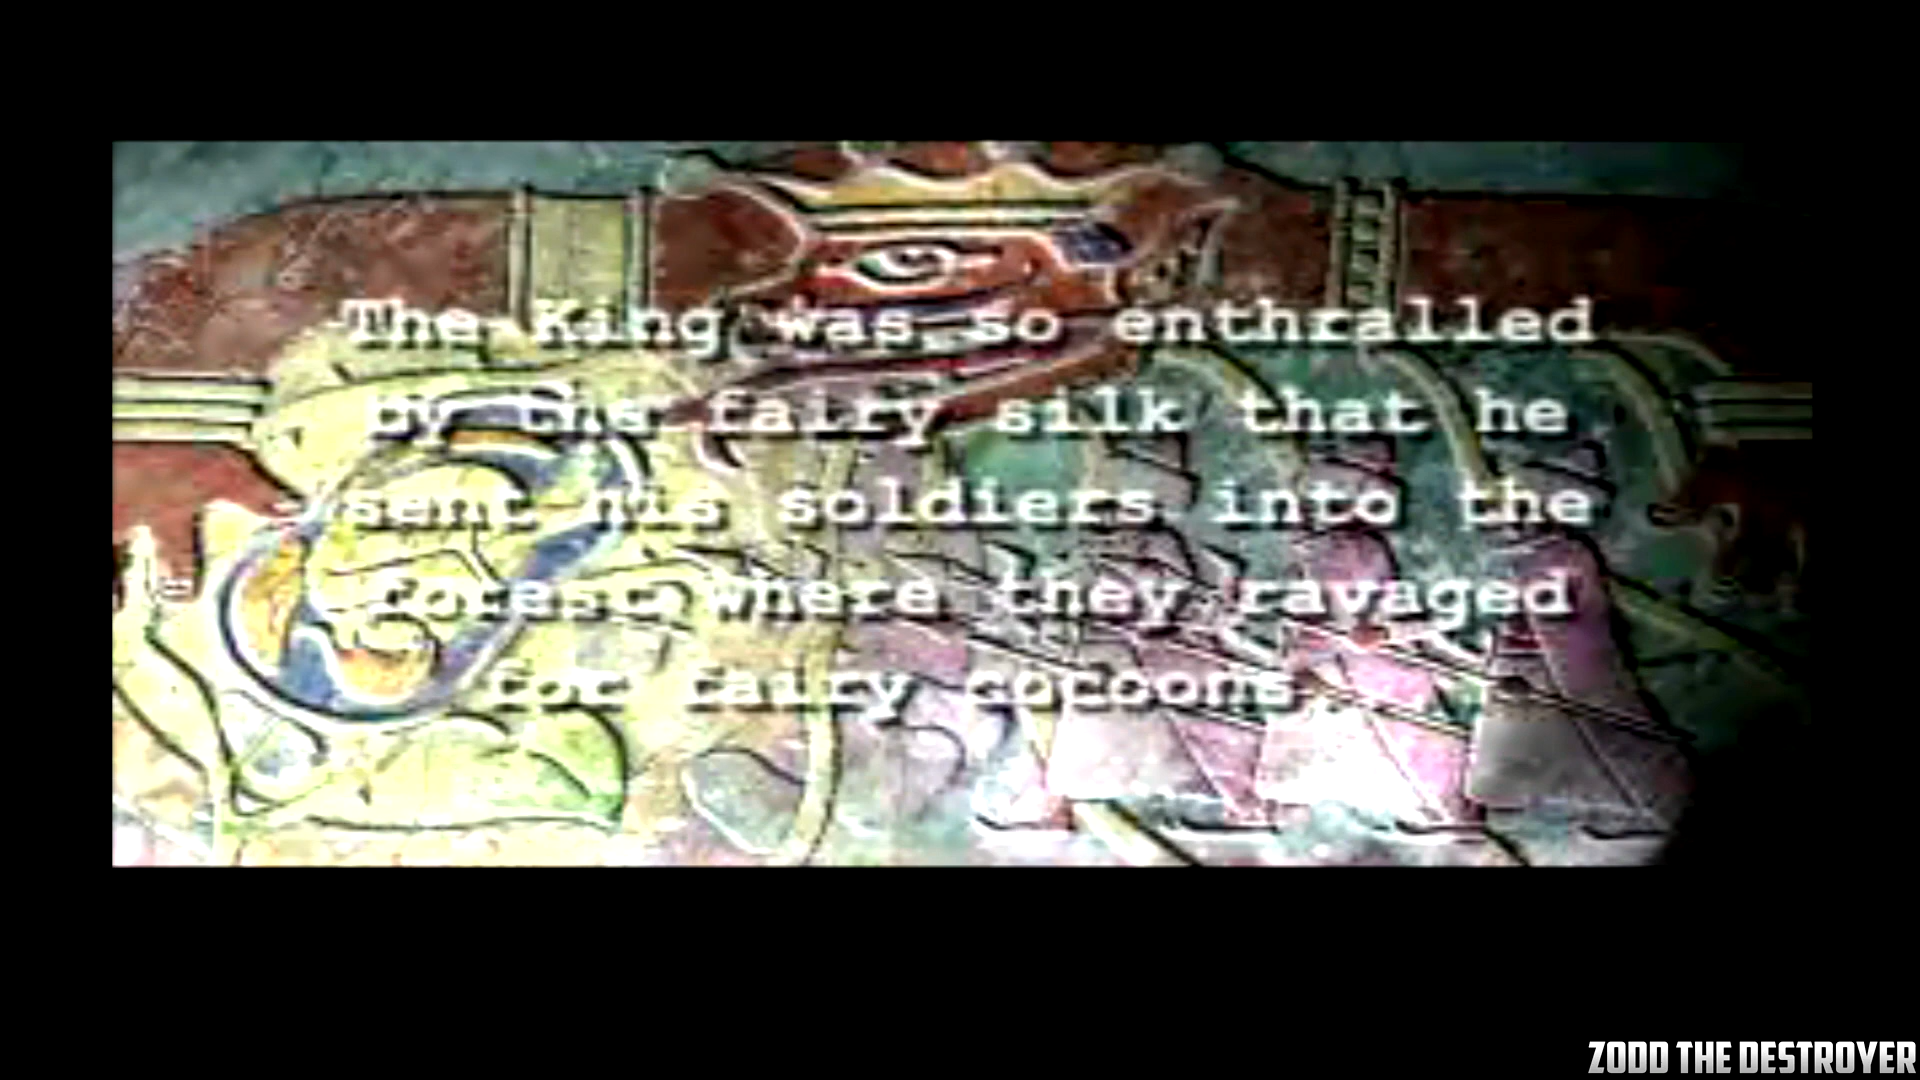 The King was so enthralled
by the fairy silk that he
sent his soldiers into the
forest where they ravaged
for fairy cocoons.
ZODD THE DESTROYER